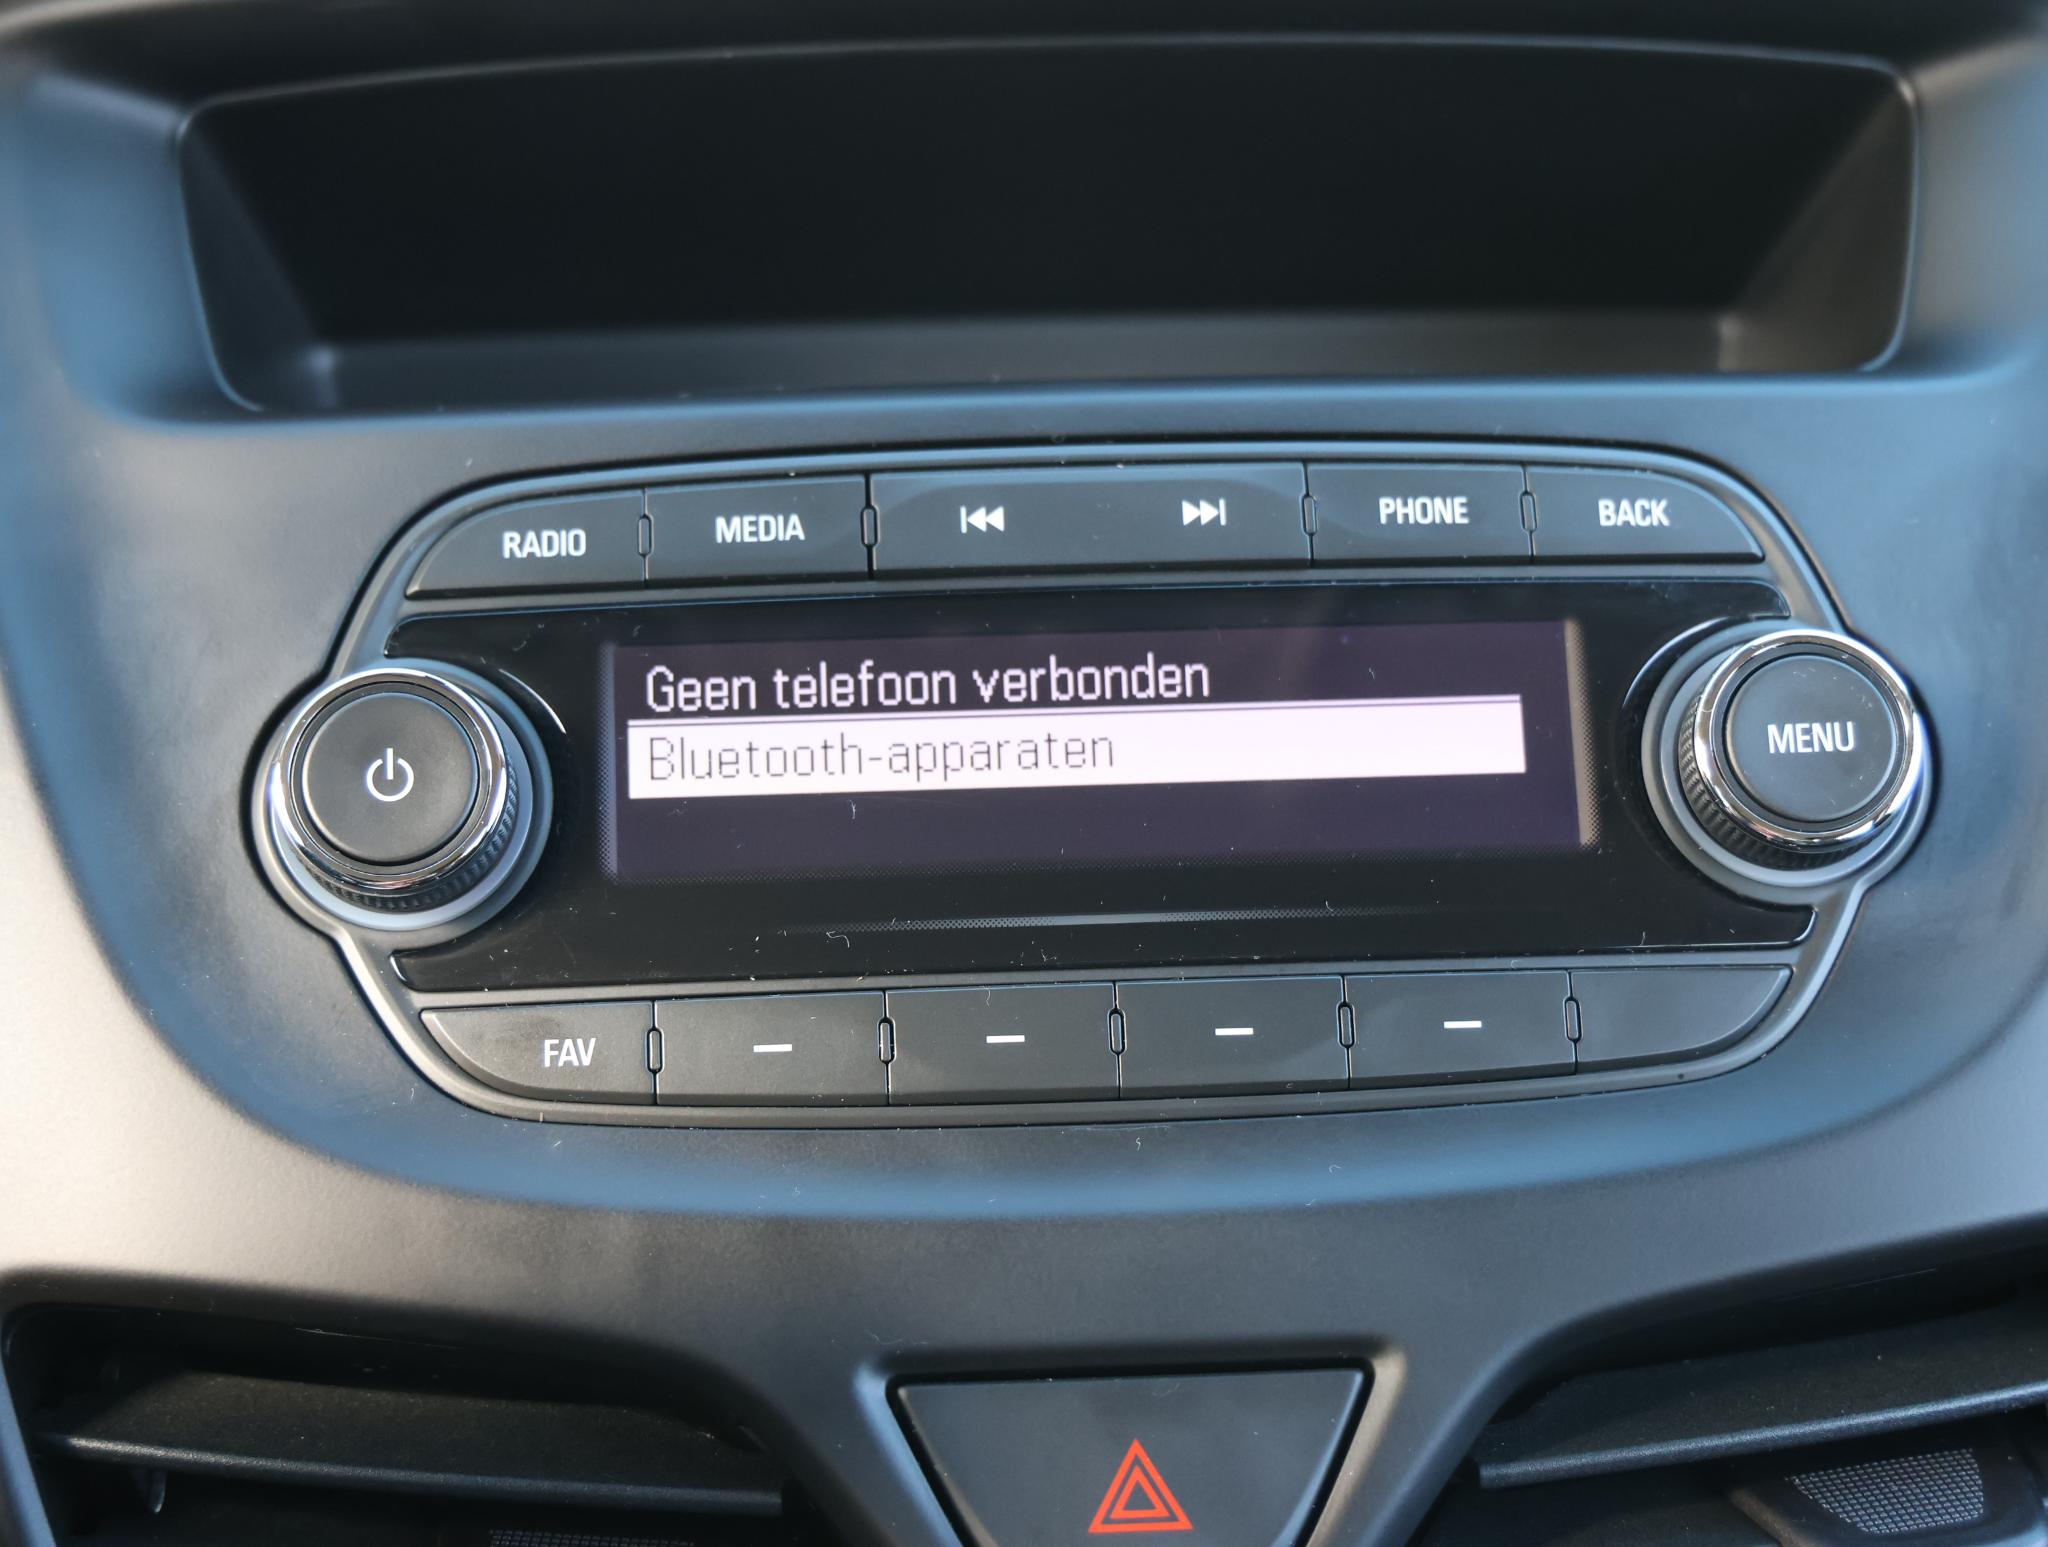 RADIO
MEDIA
PHONE
BACK
Geen telefoon verbonden
Bluetooth-apparaten
MENU
FAV